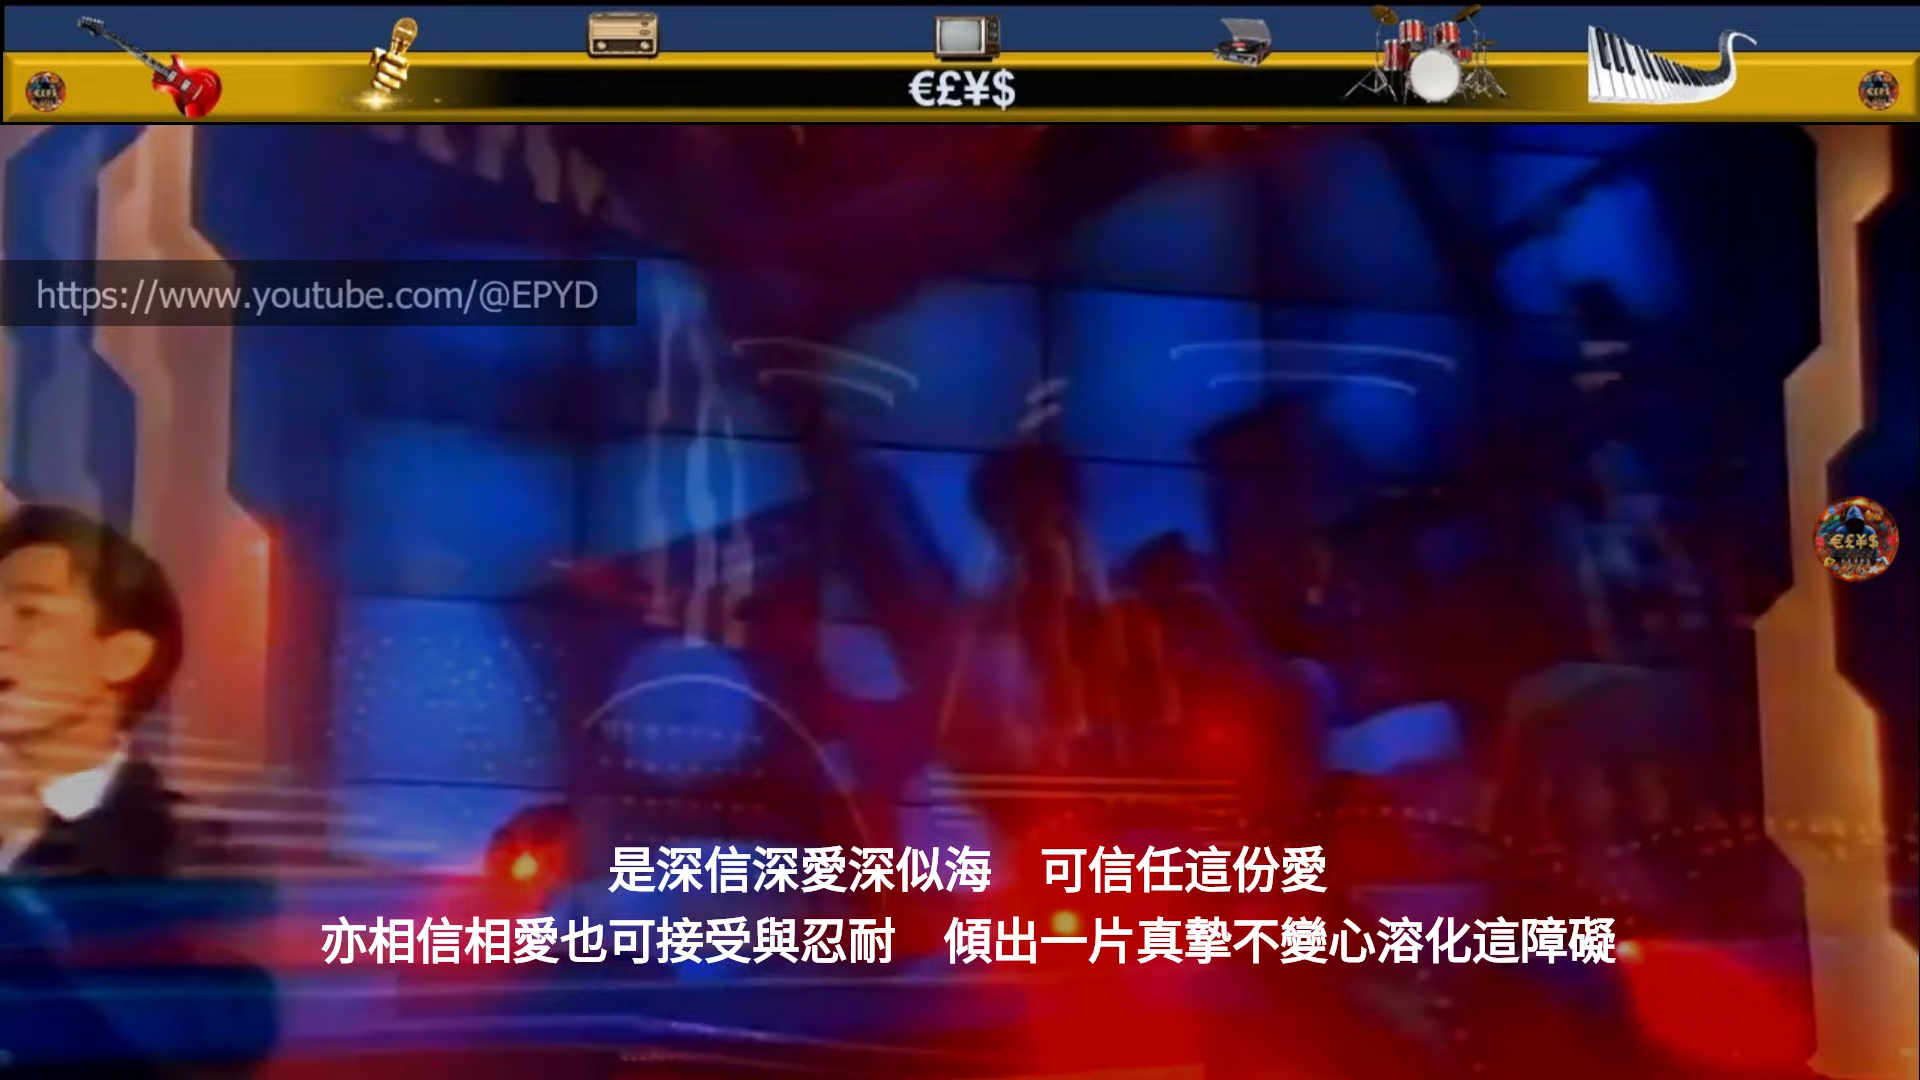 €£¥$
https://www.youtube.com/@EPYD
€£¥$
是深信深愛深似海　可信任這份愛
亦相信相愛也可接受與忍耐　傾出一片真摯不變心溶化這障礙